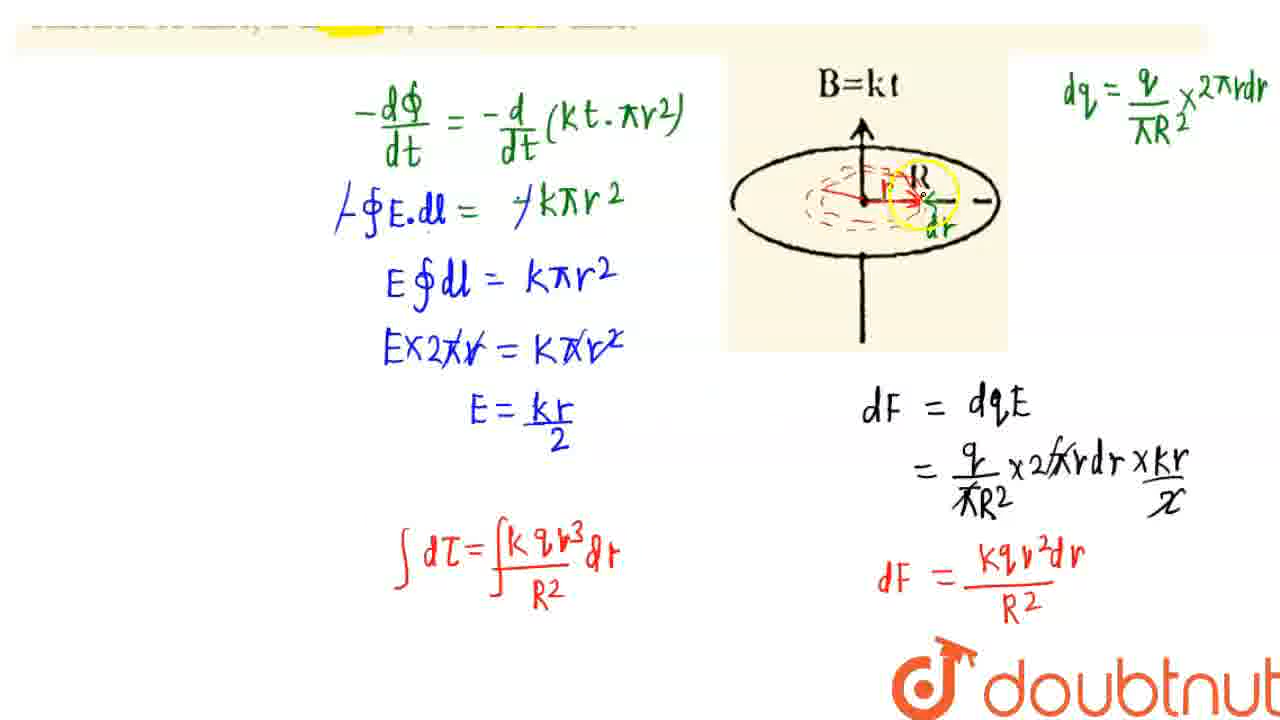 -dΦ/dt = -d/dt (kt.πr²)
-∮E.dl = -kπr²
E∮dl = kπr²
E×2πr = kπr²
E = kr/2
∫dτ = ∫kqr³/R² dr
B=kt
R
r
dr
dq = q/πR² × 2πrdr
dF = dqE
= q/πR² × 2πrdr × kr/2
dF = kqr²dr/R²
doubtnut